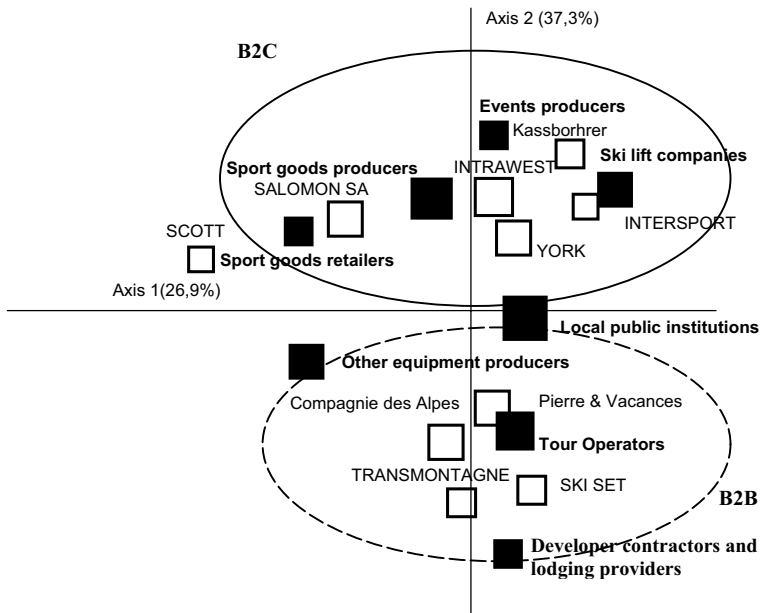 Axis 2 (37,3%)
B2C
Events producers
Kassborhrer
Sport goods producers
INTRAWEST
Ski lift companies
SALOMON SA
INTERSPORT
SCOTT
YORK
Sport goods retailers
Axis 1(26,9%)
Local public institutions
Other equipment producers
Compagnie des Alpes
Pierre & Vacances
Tour Operators
TRANSMONTAGNE
SKI SET
B2B
Developer contractors and
lodging providers